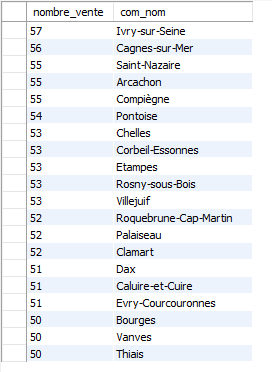 nombre_vente com_nom
57 Ivry-sur-Seine
56 Cagnes-sur-Mer
55 Saint-Nazaire
55 Arcachon
55 Compiègne
54 Pontoise
53 Chelles
53 Corbeil-Essonnes
53 Etampes
53 Rosny-sous-Bois
53 Villejuif
52 Roquebrune-Cap-Martin
52 Palaiseau
52 Clamart
51 Dax
51 Caluire-et-Cuire
51 Evry-Courcouronnes
50 Bourges
50 Vanves
50 Thiais